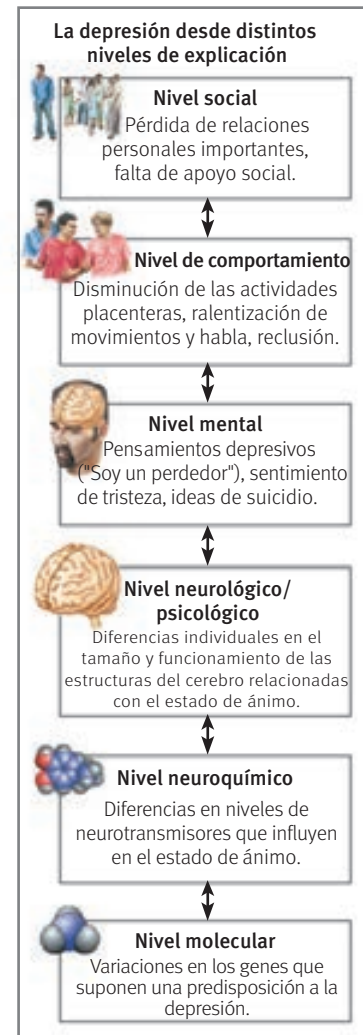 La depresión desde distintos
niveles de explicación
Nivel social
Pérdida de relaciones
personales importantes,
falta de apoyo social.
Nivel de comportamiento
Disminución de las actividades
placenteras, ralentización de
movimientos y habla, reclusión.
Nivel mental
Pensamientos depresivos
("Soy un perdedor"), sentimiento
de tristeza, ideas de suicidio.
Nivel neurológico/
psicológico
Diferencias individuales en el
tamaño y funcionamiento de las
estructuras del cerebro relacionadas
con el estado de ánimo.
Nivel neuroquímico
Diferencias en niveles de
neurotransmisores que influyen
en el estado de ánimo.
Nivel molecular
Variaciones en los genes que
suponen una predisposición a la
depresión.